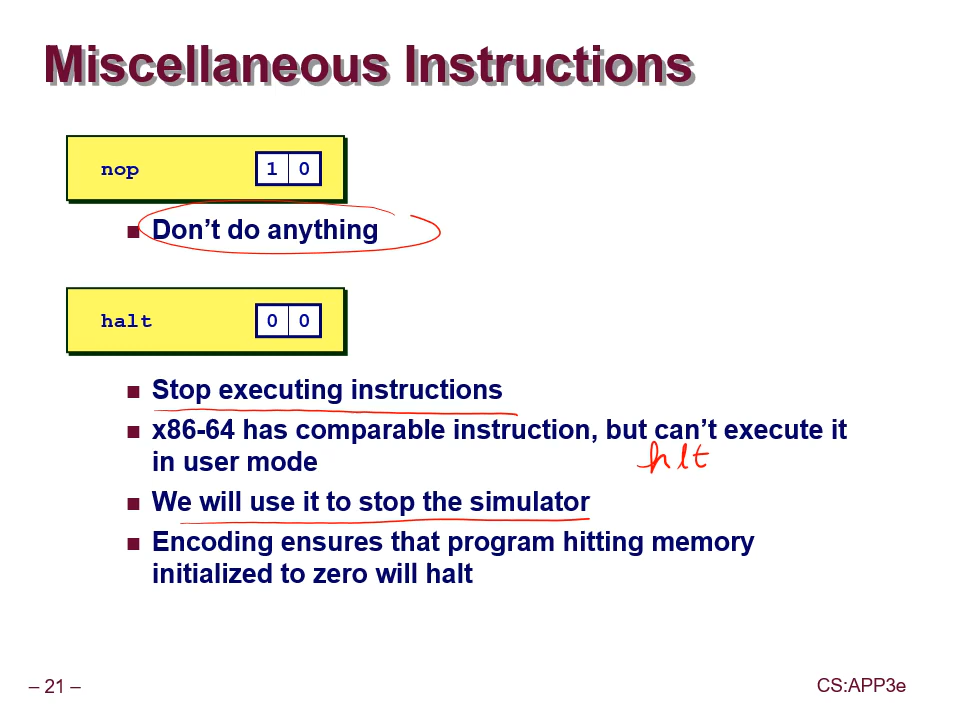 Miscellaneous Instructions
nop 1 0
■ Don’t do anything
halt 0 0
■ Stop executing instructions
■ x86-64 has comparable instruction, but can’t execute it
in user mode
hlt
■ We will use it to stop the simulator
■ Encoding ensures that program hitting memory
initialized to zero will halt
– 21 –
CS:APP3e